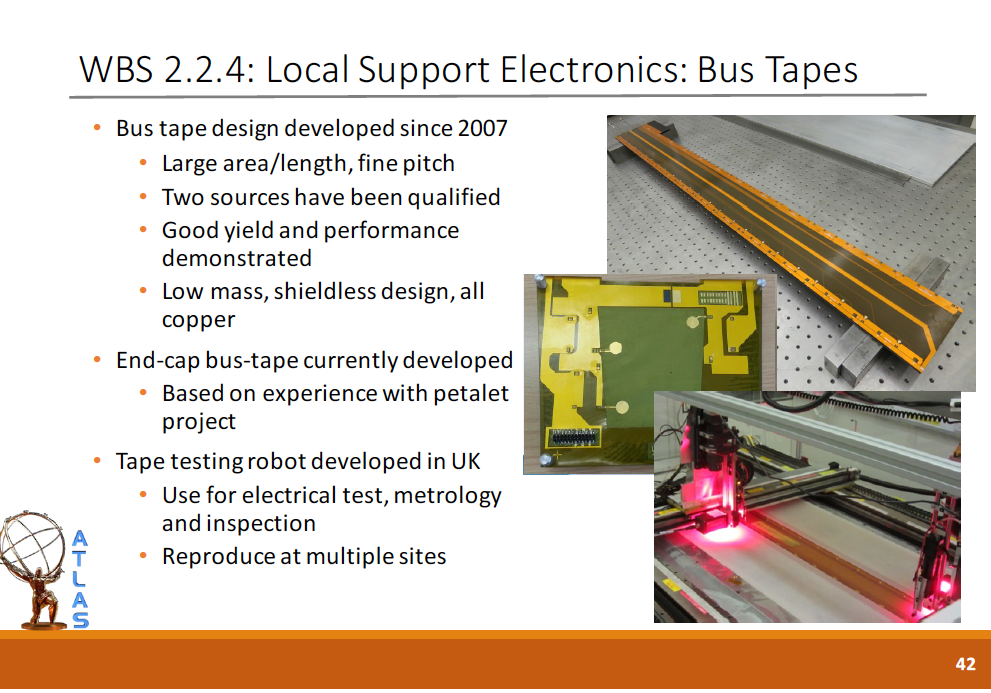 WBS 2.2.4: Local Support Electronics: Bus Tapes
• Bus tape design developed since 2007
• Large area/length, fine pitch
• Two sources have been qualified
• Good yield and performance
demonstrated
• Low mass, shieldless design, all
copper
• End-cap bus-tape currently developed
• Based on experience with petalet
project
• Tape testing robot developed in UK
• Use for electrical test, metrology
and inspection
• Reproduce at multiple sites
ATLAS
42